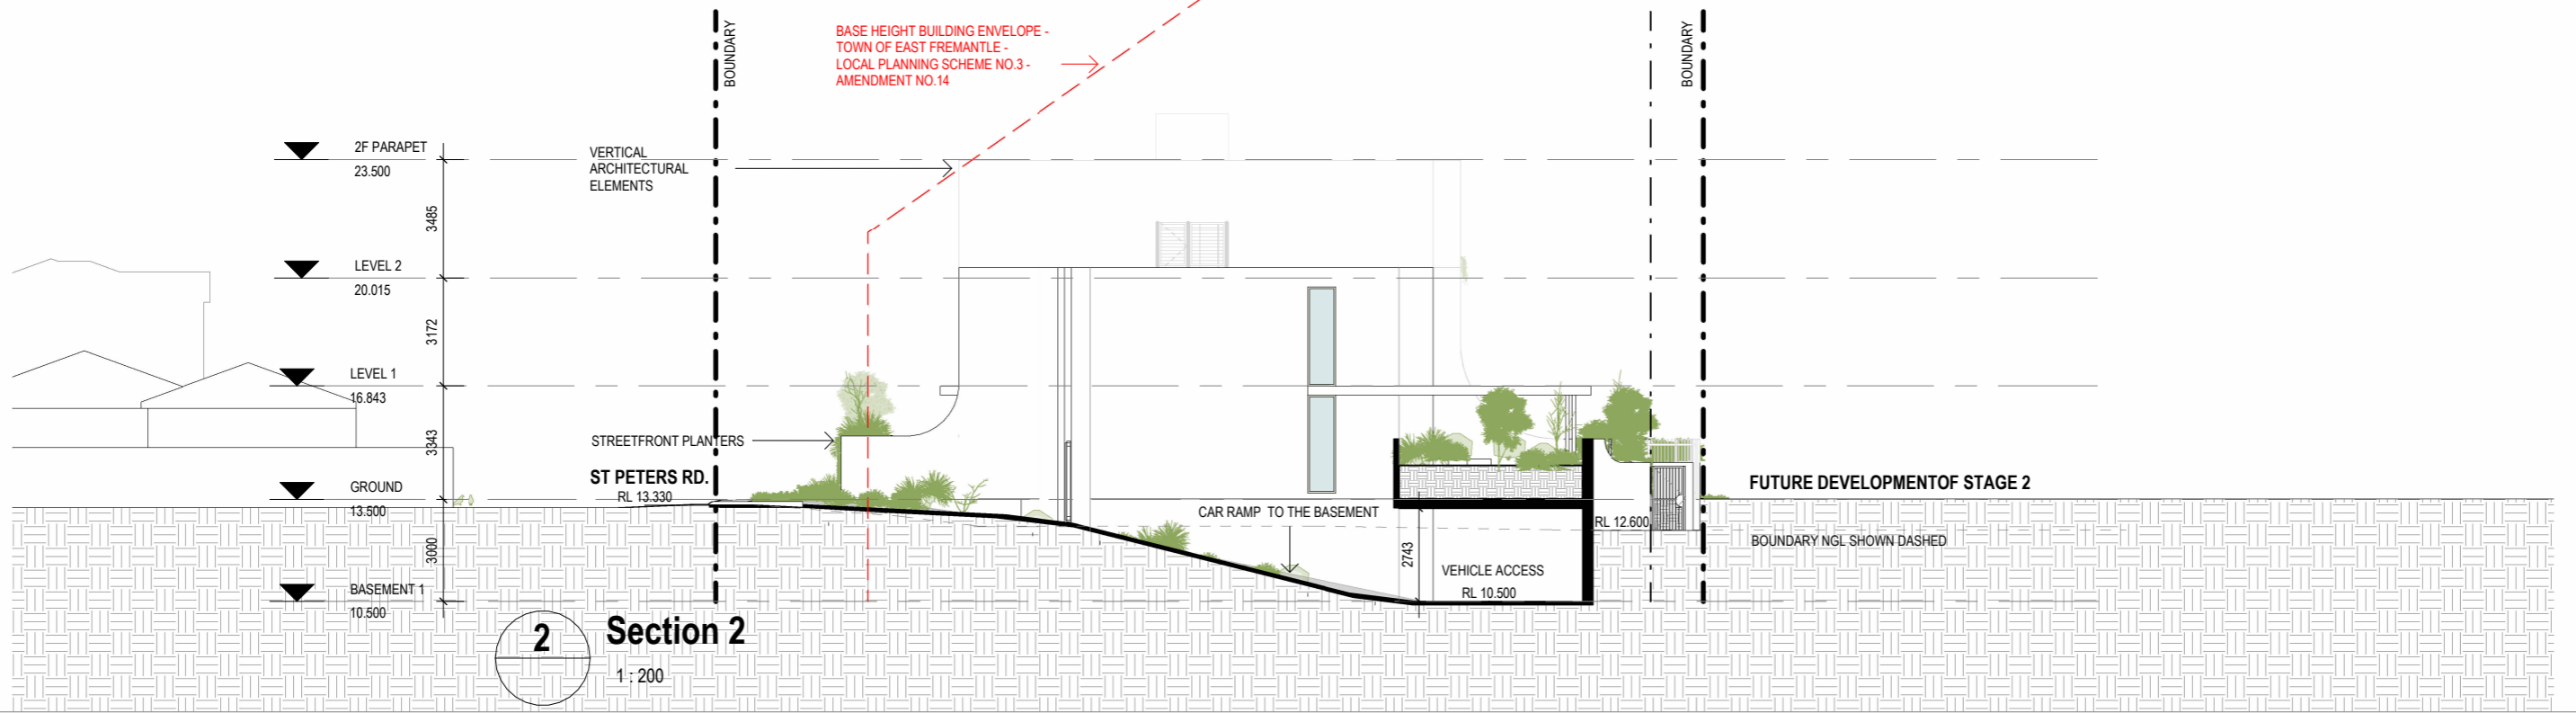 BOUNDARY
BASE HEIGHT BUILDING ENVELOPE -
TOWN OF EAST FREMANTLE -
LOCAL PLANNING SCHEME NO.3 -
AMENDMENT NO.14
BOUNDARY
2F PARAPET
23.500
3485
VERTICAL
ARCHITECTURAL
ELEMENTS
LEVEL 2
20.015
3172
LEVEL 1
16.843
3343
STREETFRONT PLANTERS
ST PETERS RD.
RL 13.330
GROUND
13.500
3000
BASEMENT 1
10.500
CAR RAMP TO THE BASEMENT
2743
VEHICLE ACCESS
RL 10.500
RL 12.600
FUTURE DEVELOPMENTOF STAGE 2
BOUNDARY NGL SHOWN DASHED
2
Section 2
1 : 200